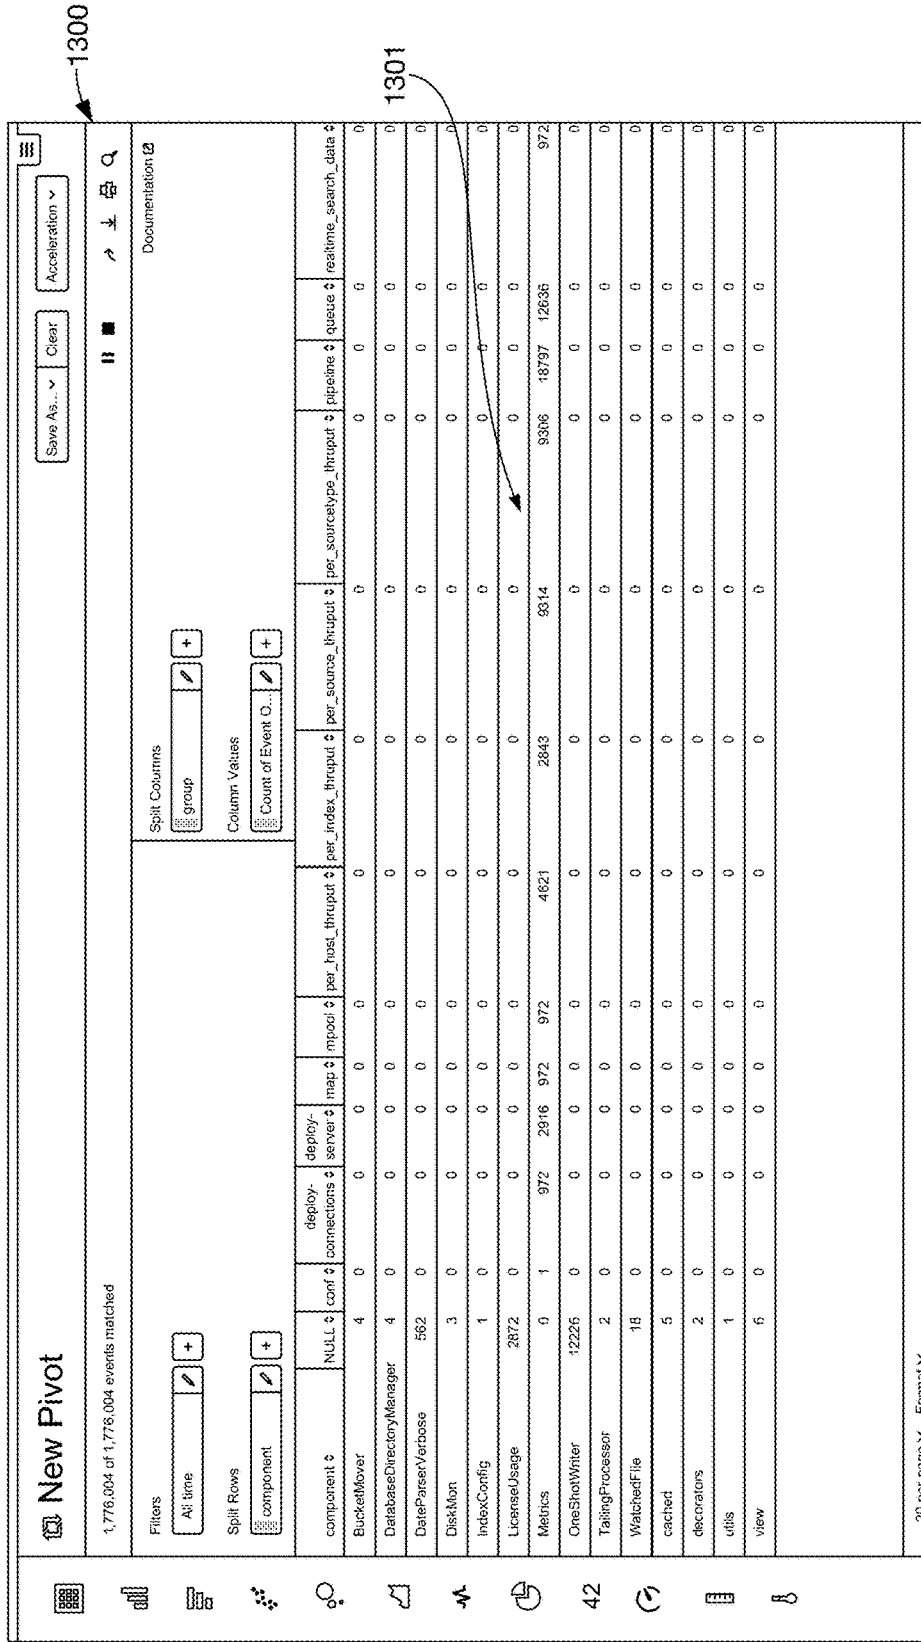 1300
1301
New Pivot
Save As... Clear Acceleration
1,776,004 of 1,776,004 events matched
Filters Split Columns Documentation
All time + group +
Split Rows Column Values
component + Count of Event O... +
component NULL conf deploy-connections deploy-server map mpool per_host_thruput per_index_thruput per_source_thruput per_sourcetype_thruput pipeline queue realtime_search_data
BucketMover 4 0 0 0 0 0 0 0 0 0 0 0 0
DatabaseDirectoryManager 4 0 0 0 0 0 0 0 0 0 0 0 0
DateParserVerbose 562 0 0 0 0 0 0 0 0 0 0 0 0
DiskMon 3 0 0 0 0 0 0 0 0 0 0 0 0
IndexConfig 1 0 0 0 0 0 0 0 0 0 0 0 0
LicenseUsage 2872 0 0 0 0 0 0 0 0 0 0 0 0
Metrics 0 1 972 2916 972 972 4621 2843 9314 9306 18797 12636 972
OneShotWriter 12226 0 0 0 0 0 0 0 0 0 0 0 0
TailingProcessor 2 0 0 0 0 0 0 0 0 0 0 0 0
WatchedFile 18 0 0 0 0 0 0 0 0 0 0 0 0
cached 5 0 0 0 0 0 0 0 0 0 0 0 0
decorators 2 0 0 0 0 0 0 0 0 0 0 0 0
utils 1 0 0 0 0 0 0 0 0 0 0 0 0
view 6 0 0 0 0 0 0 0 0 0 0 0 0
42
20 per page Format